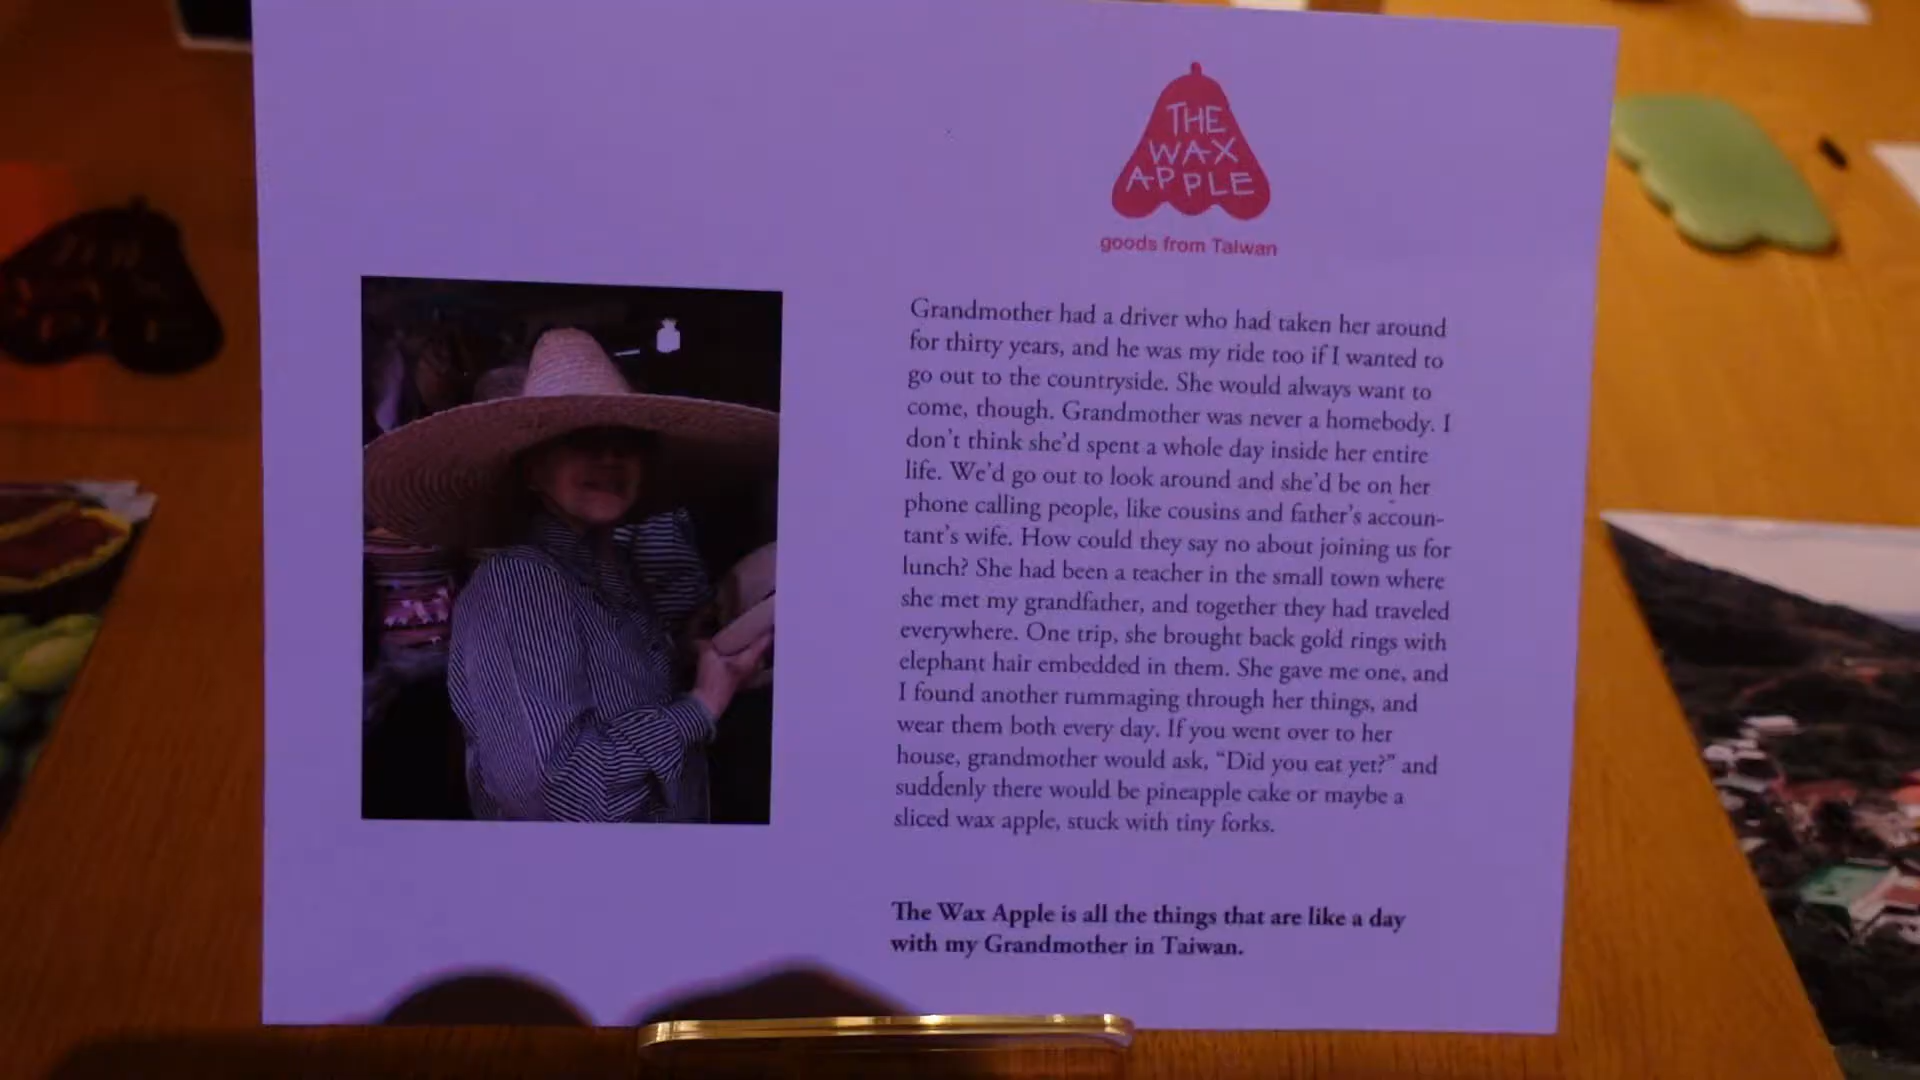 THE
WAX
APPLE
goods from Taiwan
Grandmother had a driver who had taken her around
for thirty years, and he was my ride too if I wanted to
go out to the countryside. She would always want to
come, though. Grandmother was never a homebody. I
don't think she'd spent a whole day inside her entire
life. We'd go out to look around and she'd be on her
phone calling people, like cousins and father's accoun-
tant's wife. How could they say no about joining us for
lunch? She had been a teacher in the small town where
she met my grandfather, and together they had traveled
everywhere. One trip, she brought back gold rings with
elephant hair embedded in them. She gave me one, and
I found another rummaging through her things, and
wear them both every day. If you went over to her
house, grandmother would ask, “Did you eat yet?” and
suddenly there would be pineapple cake or maybe a
sliced wax apple, stuck with tiny forks.
The Wax Apple is all the things that are like a day
with my Grandmother in Taiwan.